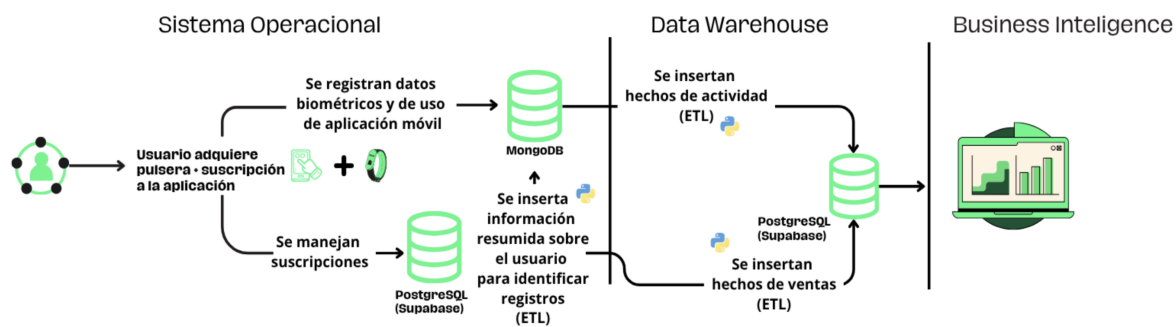 Sistema Operacional
Data Warehouse
Business Inteligence
Usuario adquiere
pulsera + suscripción
a la aplicación
Se registran datos
biométricos y de uso
de aplicación móvil
MongoDB
Se manejan
suscripciones
PostgreSQL
(Supabase)
Se inserta
información
resumida sobre
el usuario
para identificar
registros
(ETL)
Se insertan
hechos de actividad
(ETL)
Se insertan
hechos de ventas
(ETL)
PostgreSQL
(Supabase)